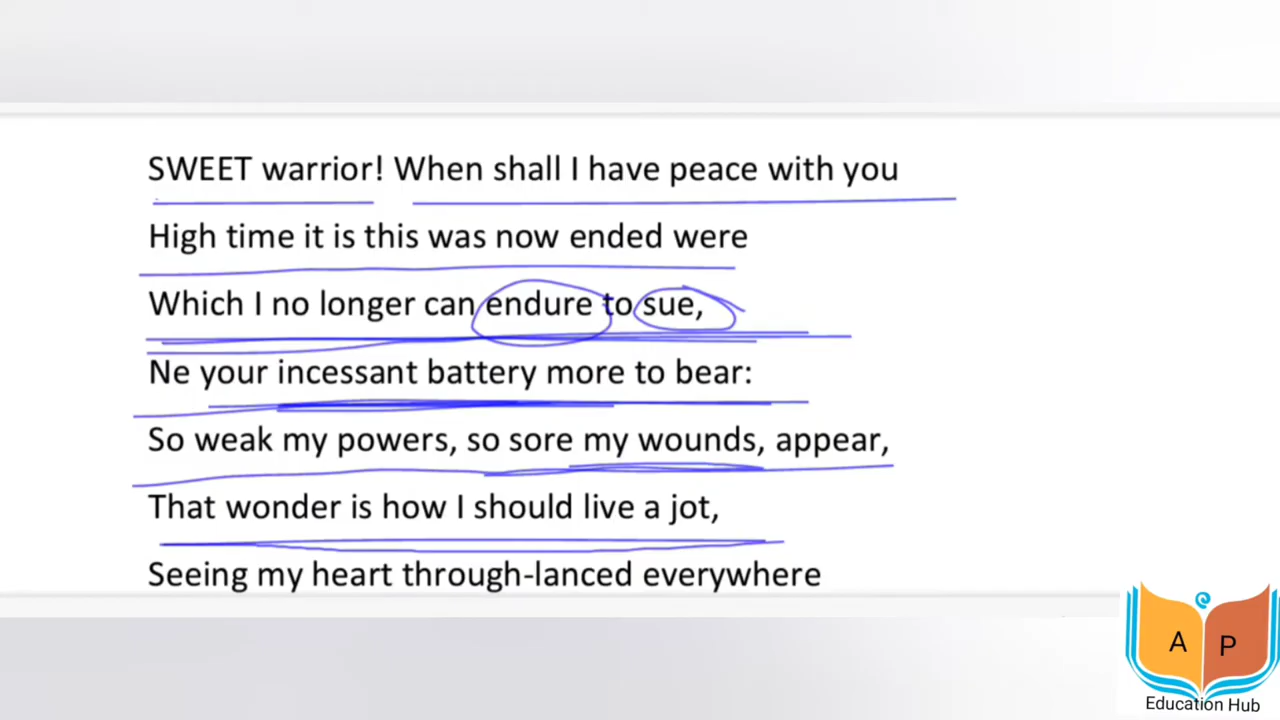 SWEET warrior! When shall I have peace with you
High time it is this was now ended were
Which I no longer can endure to sue,
Ne your incessant battery more to bear:
So weak my powers, so sore my wounds, appear,
That wonder is how I should live a jot,
Seeing my heart through-lanced everywhere
A P
Education Hub